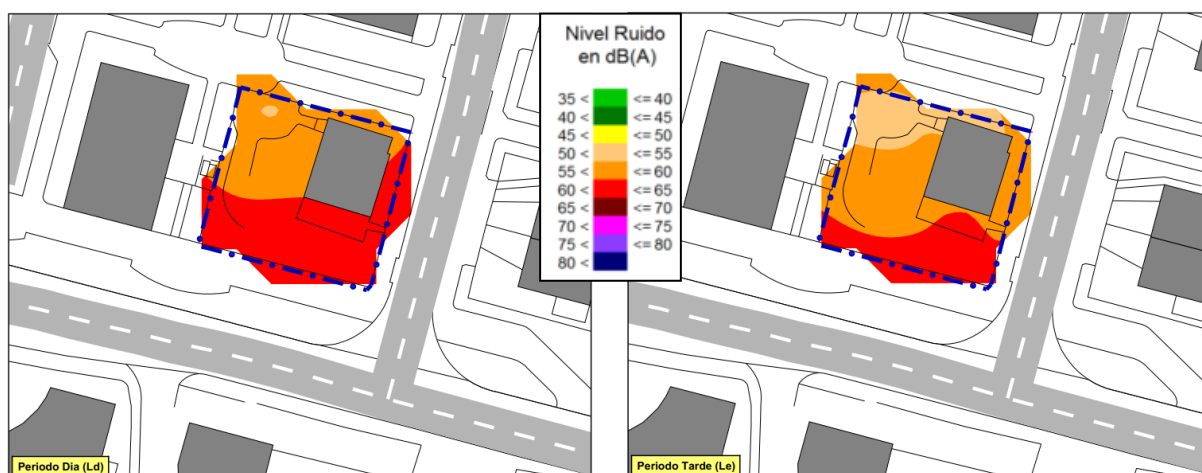 Nivel Ruido
en dB(A)
35 < <= 40
40 < <= 45
45 < <= 50
50 < <= 55
55 < <= 60
60 < <= 65
65 < <= 70
70 < <= 75
75 < <= 80
80 <
Periodo Dia (Ld)
Periodo Tarde (Le)